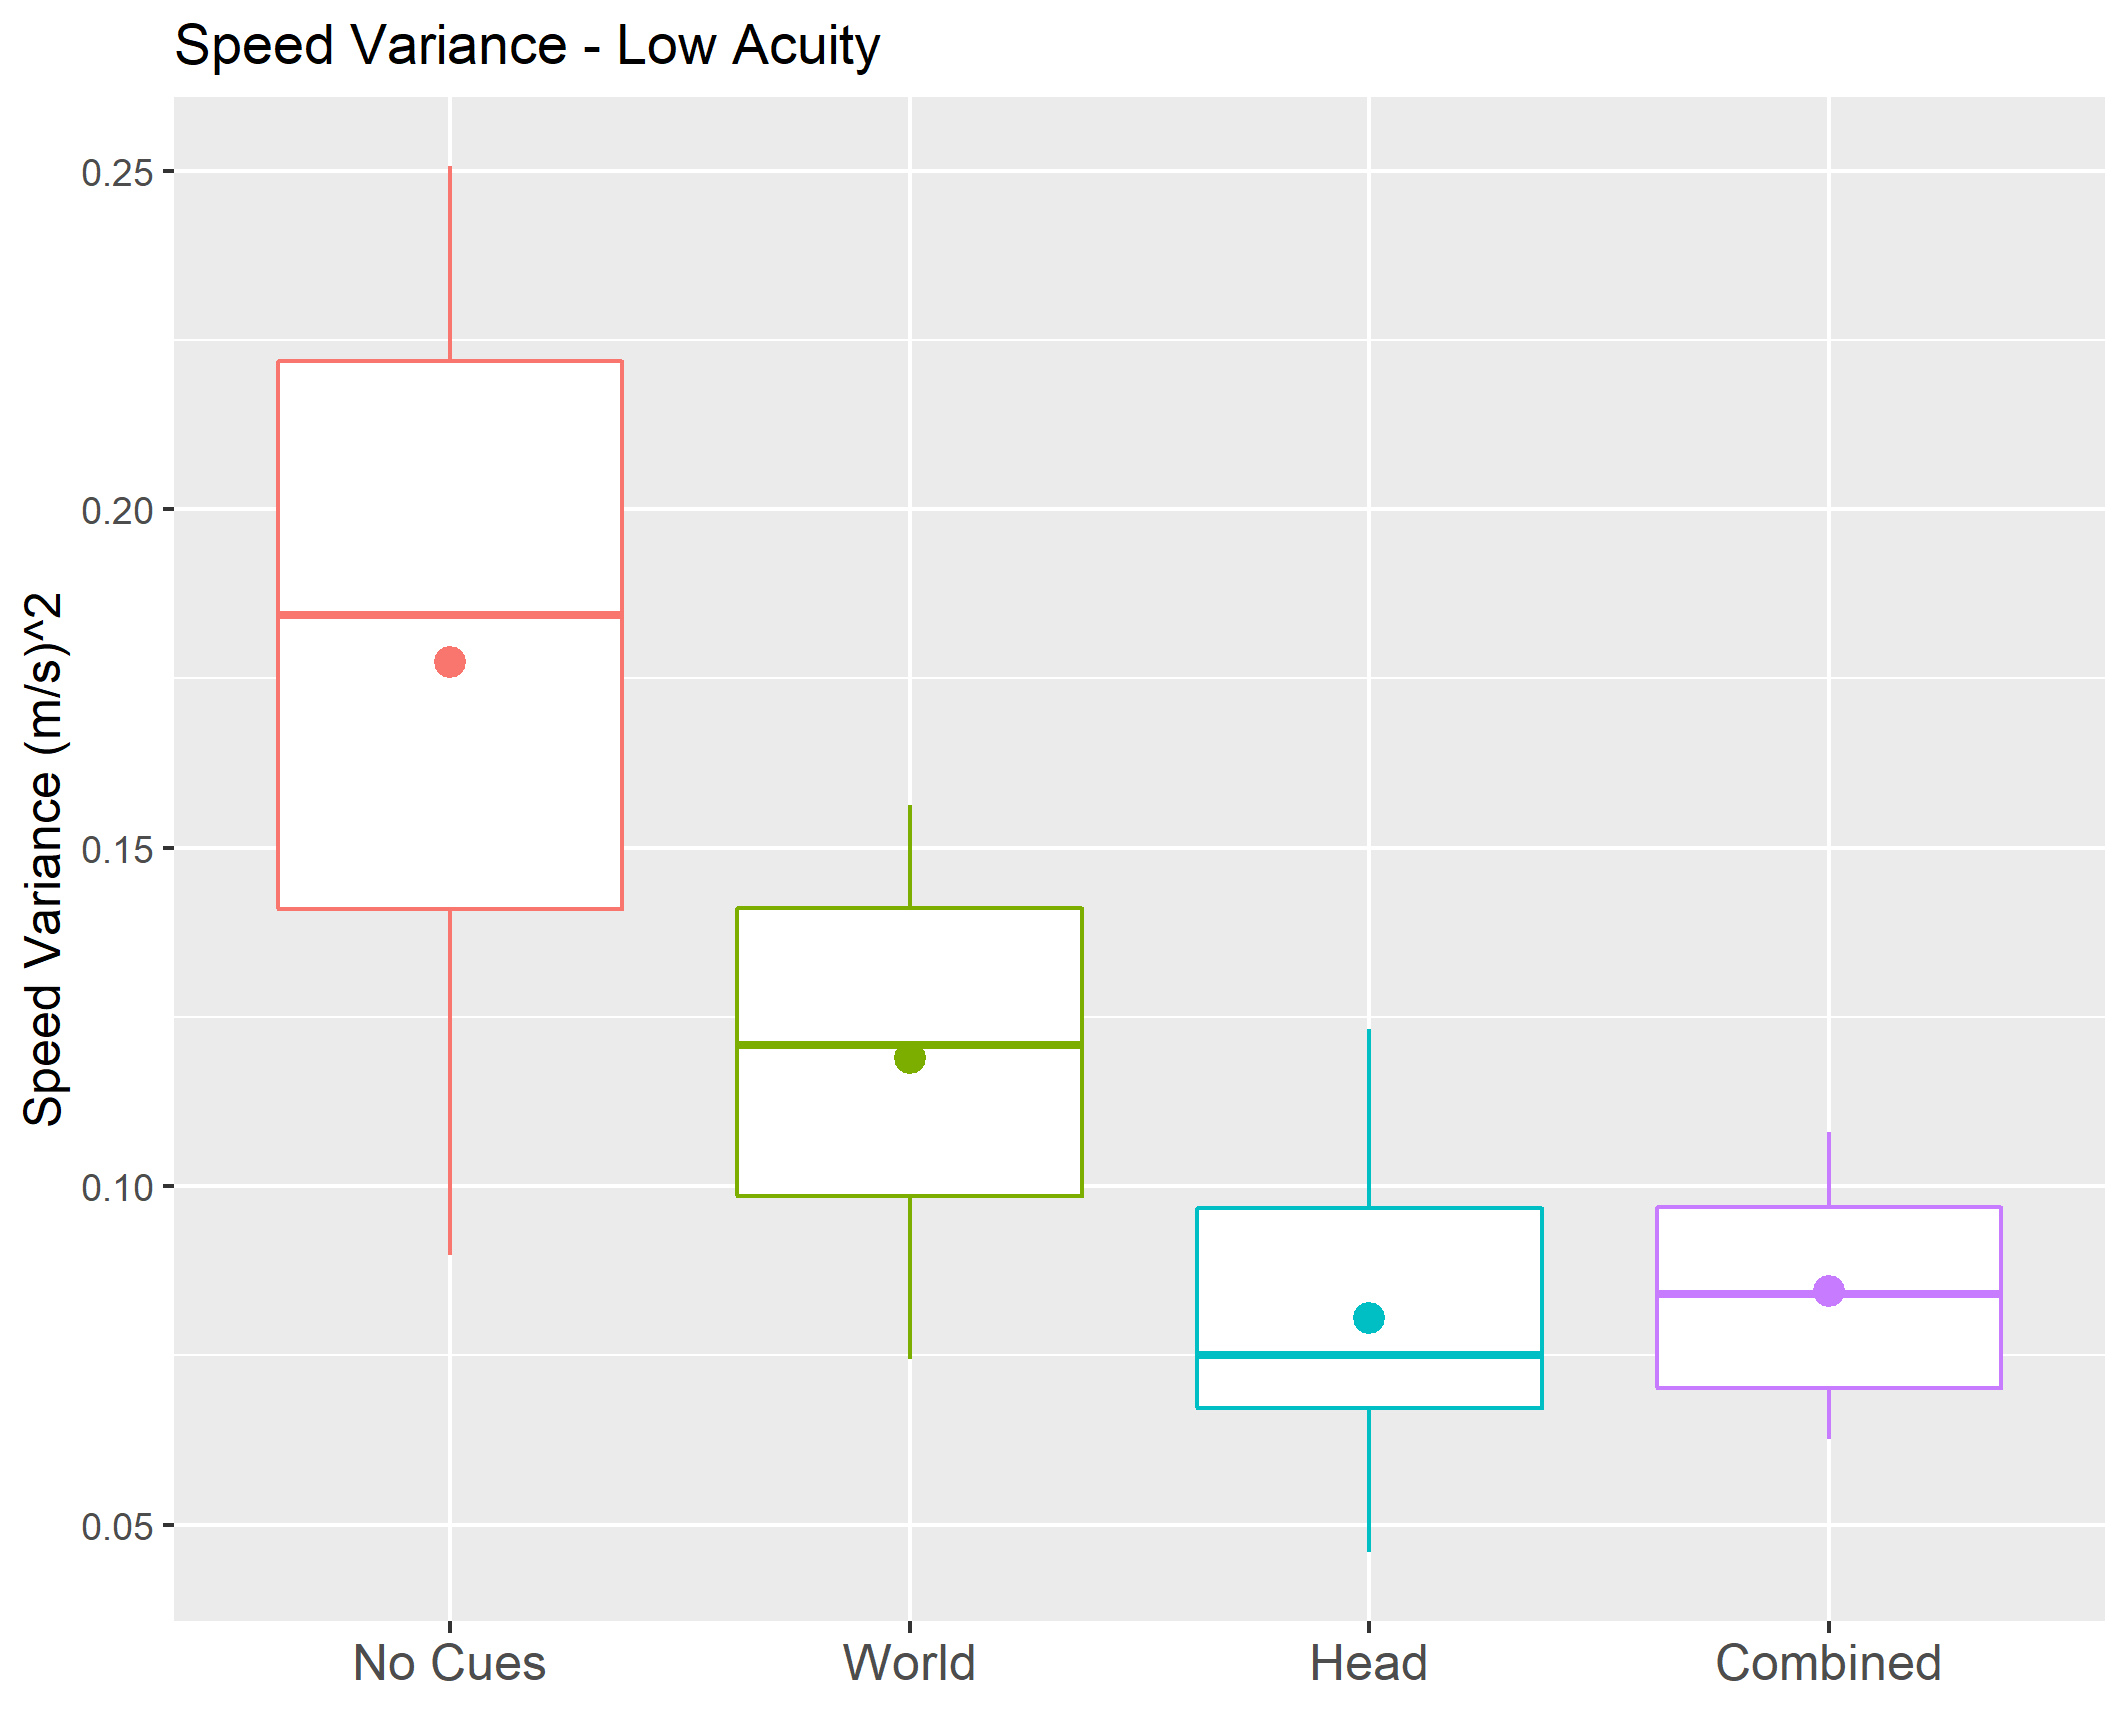 Speed Variance - Low Acuity
Speed Variance (m/s)^2
0.25
0.20
0.15
0.10
0.05
No Cues World Head Combined